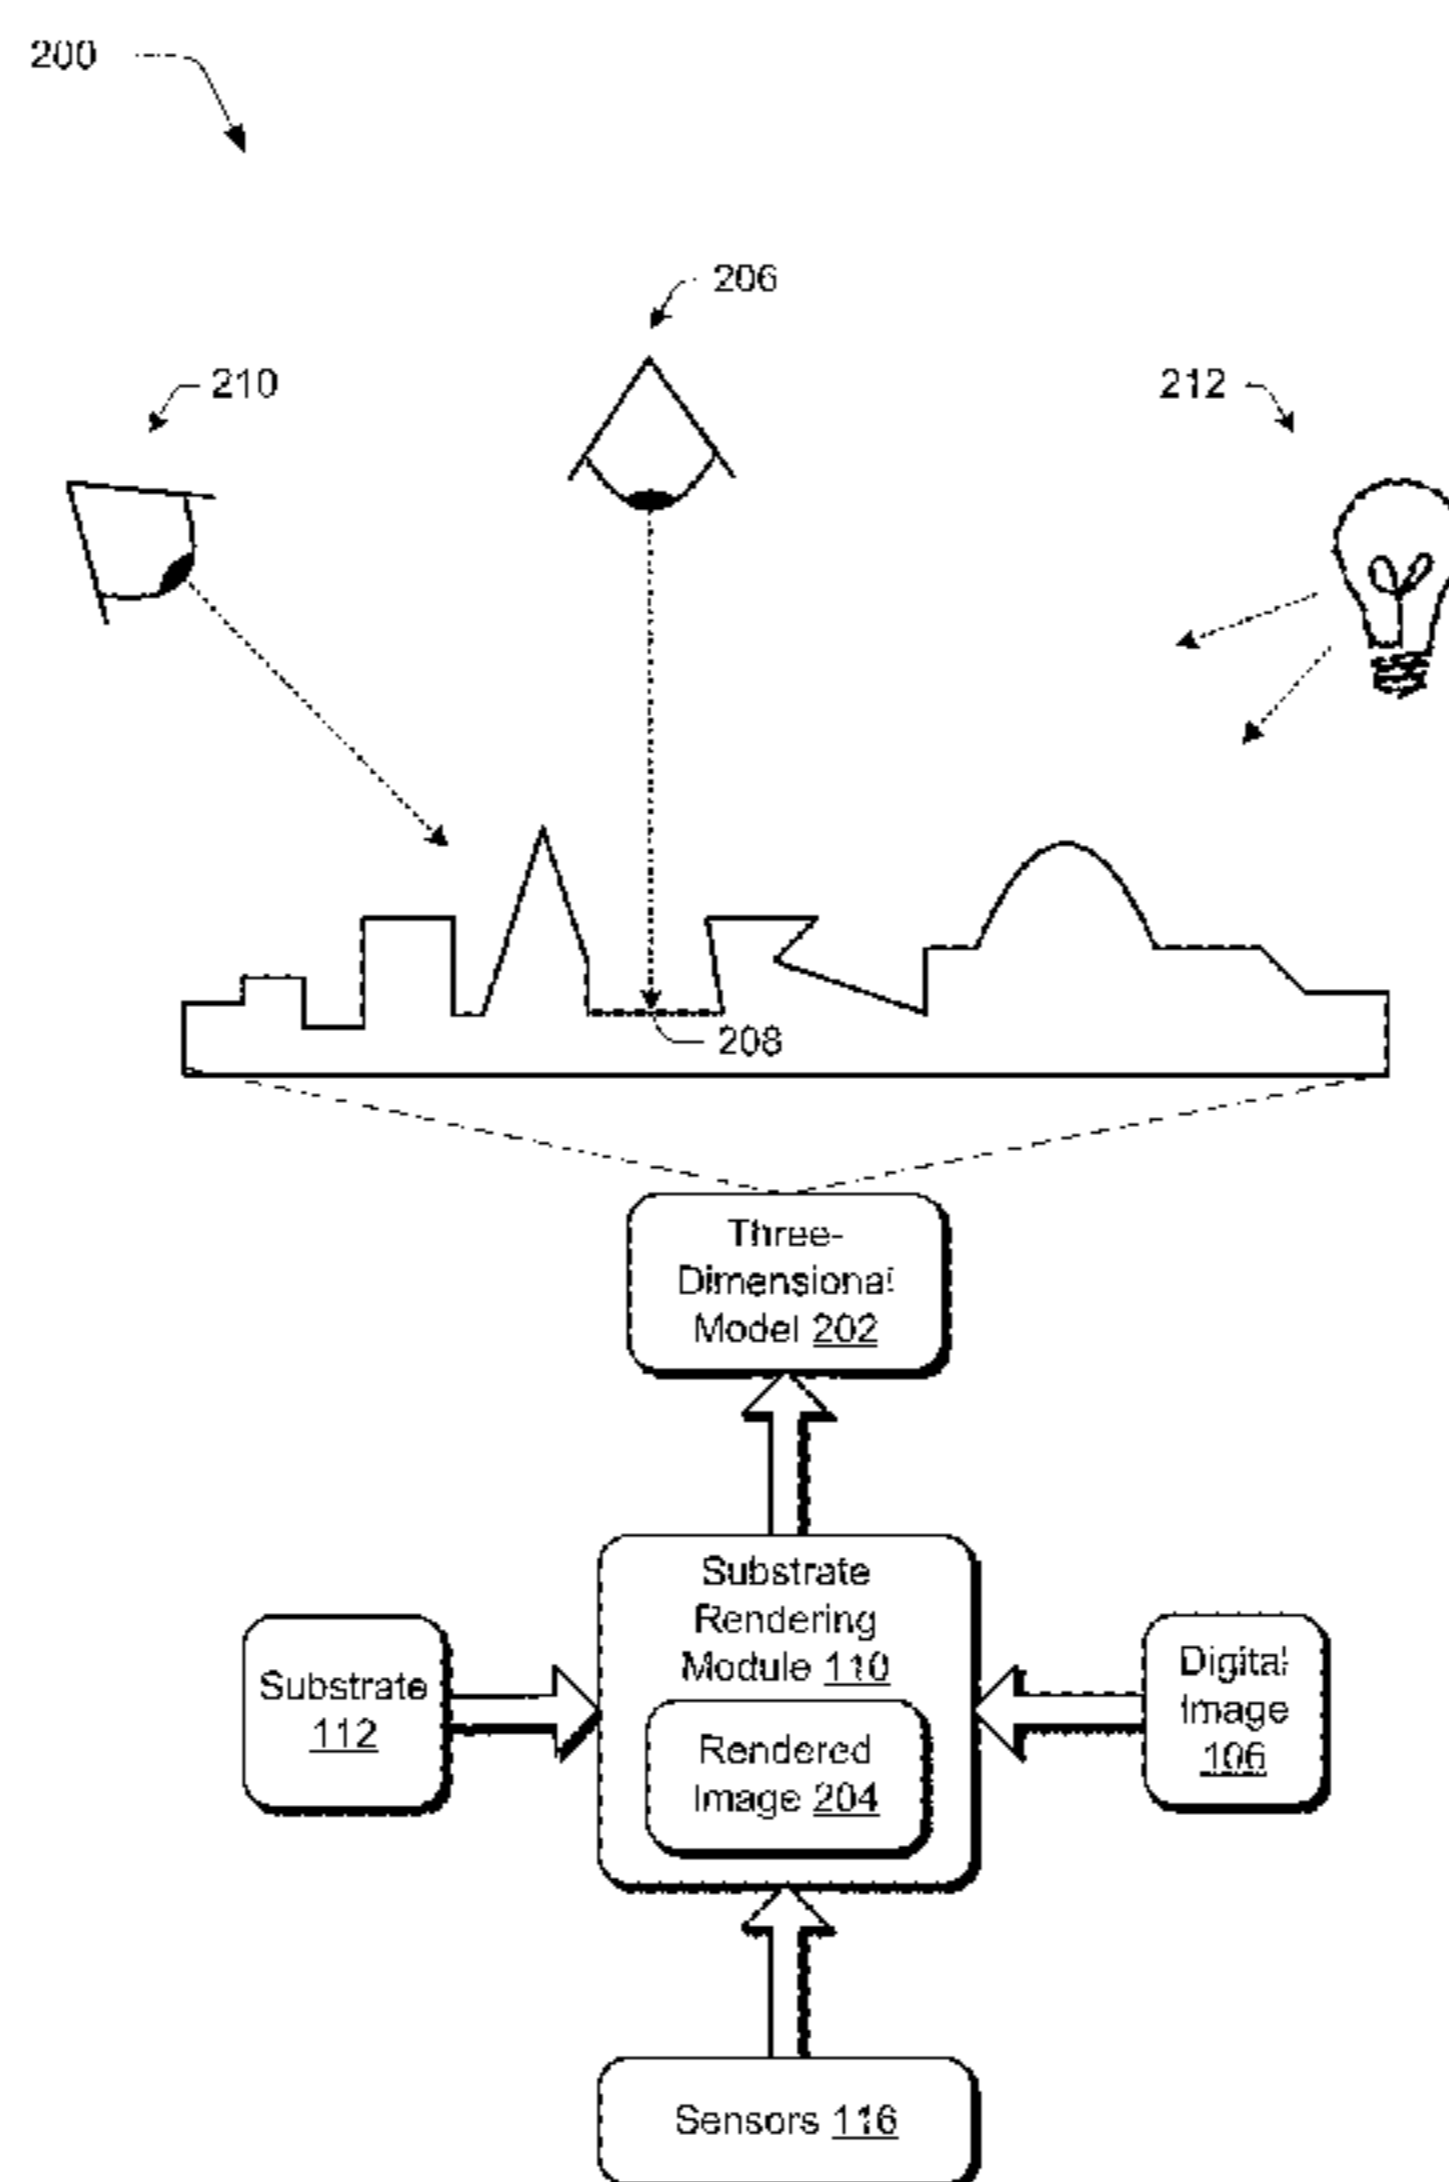 200
206
210
212
208
Three-
Dimensional
Model 202
Substrate
Rendering
Module 110
Substrate
112
Digital
Image
106
Rendered
Image 204
Sensors 116